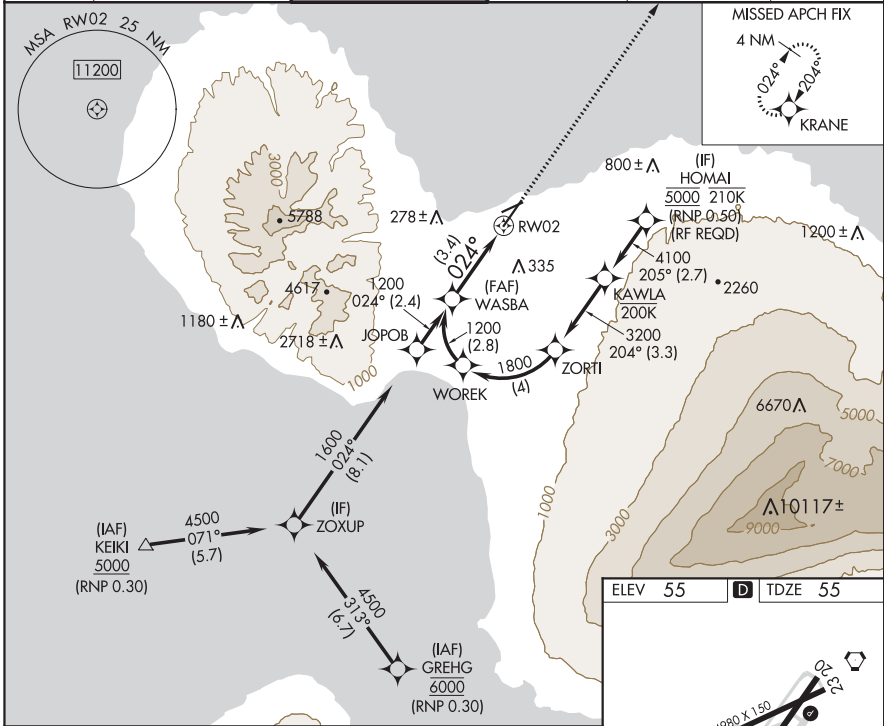 MSA RW02 25 NM
11200
MISSED APCH FIX
4 NM
024°
204°
KRANE
3000
5788
278±
4617
1180±
2718±
1000
RW02
335
(3.4)
024°
(FAF)
WASBA
1200
024° (2.4)
JOPOB
1200
(2.8)
WOREK
1800
(4)
ZORTI
800±
(IF)
HOMAI
5000 210K
(RNP 0.50)
(RF REQD)
1200±
4100
205° (2.7)
2260
KAWLA
200K
3200
204° (3.3)
6670
5000
7000
10117±
9000
1000
3000
1600
024°
(8.1)
(IF)
ZOXUP
(IAF)
KEIKI
5000
(RNP 0.30)
4500
071°
(5.7)
4500
313°
(6.7)
(IAF)
GREHG
6000
(RNP 0.30)
ELEV 55
D
TDZE 55
23
20
P